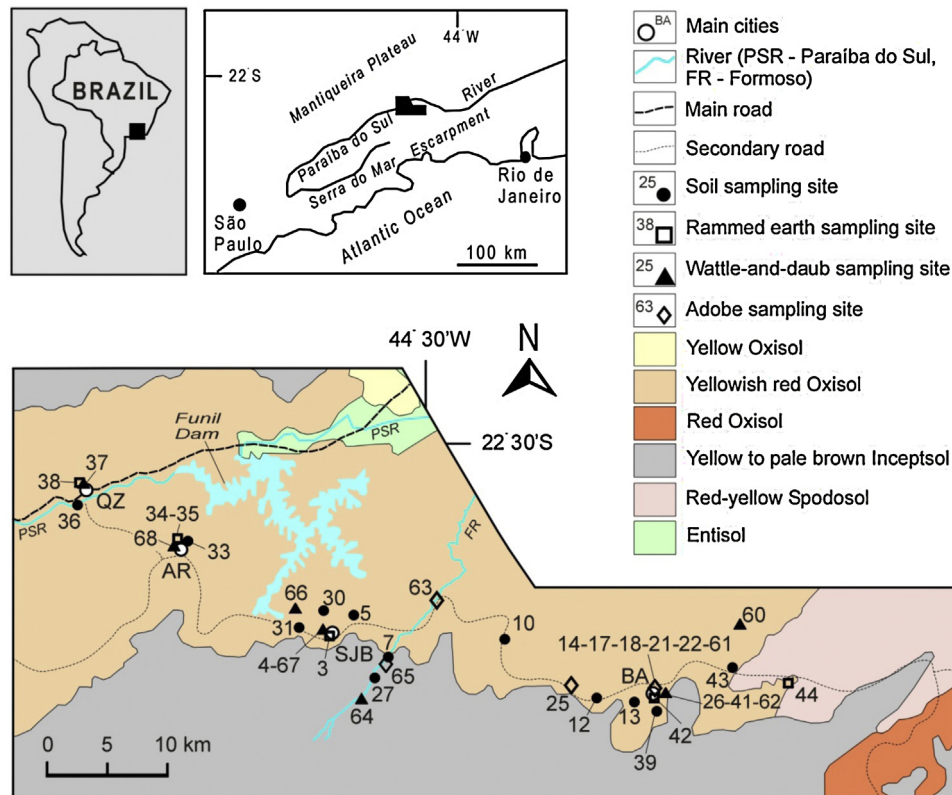 BRAZIL
44°W
22°S
Mantiqueira Plateau
River
Paraíba do Sul
Serra do Mar Escarpment
São
Paulo
Rio de
Janeiro
Atlantic Ocean
100 km
BA
Main cities
River (PSR - Paraíba do Sul,
FR - Formoso)
Main road
Secondary road
25
Soil sampling site
38
Rammed earth sampling site
25
Wattle-and-daub sampling site
63
Adobe sampling site
Yellow Oxisol
Yellowish red Oxisol
Red Oxisol
Yellow to pale brown Inceptsol
Red-yellow Spodosol
Entisol
44°30'W
N
22°30'S
Funil
Dam
PSR
38
37
QZ
36
PSR
34-35
68
33
AR
FR
66
30
5
63
31
4-67
3
SJB
7
65
27
64
10
60
14-17-18-21-22-61
BA
43
44
25
12
13
26-41-62
42
39
0 5 10 km